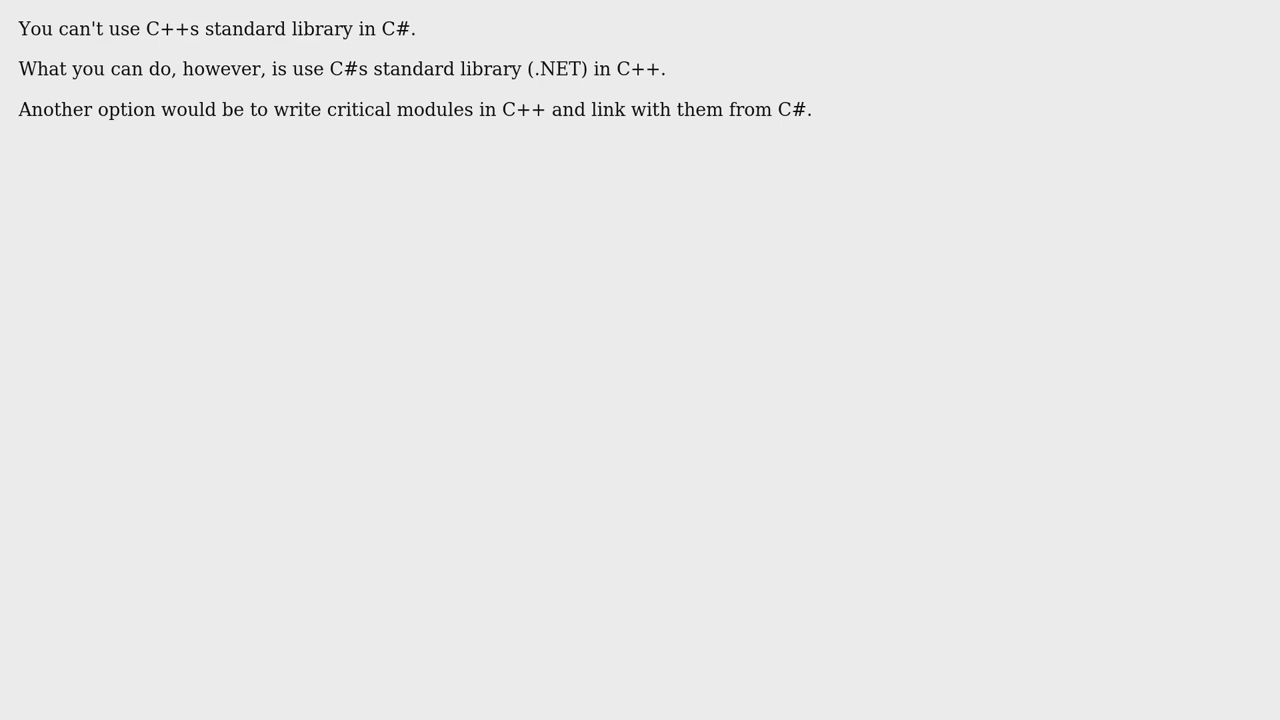 You can't use C++s standard library in C#.
What you can do, however, is use C#s standard library (.NET) in C++.
Another option would be to write critical modules in C++ and link with them from C#.